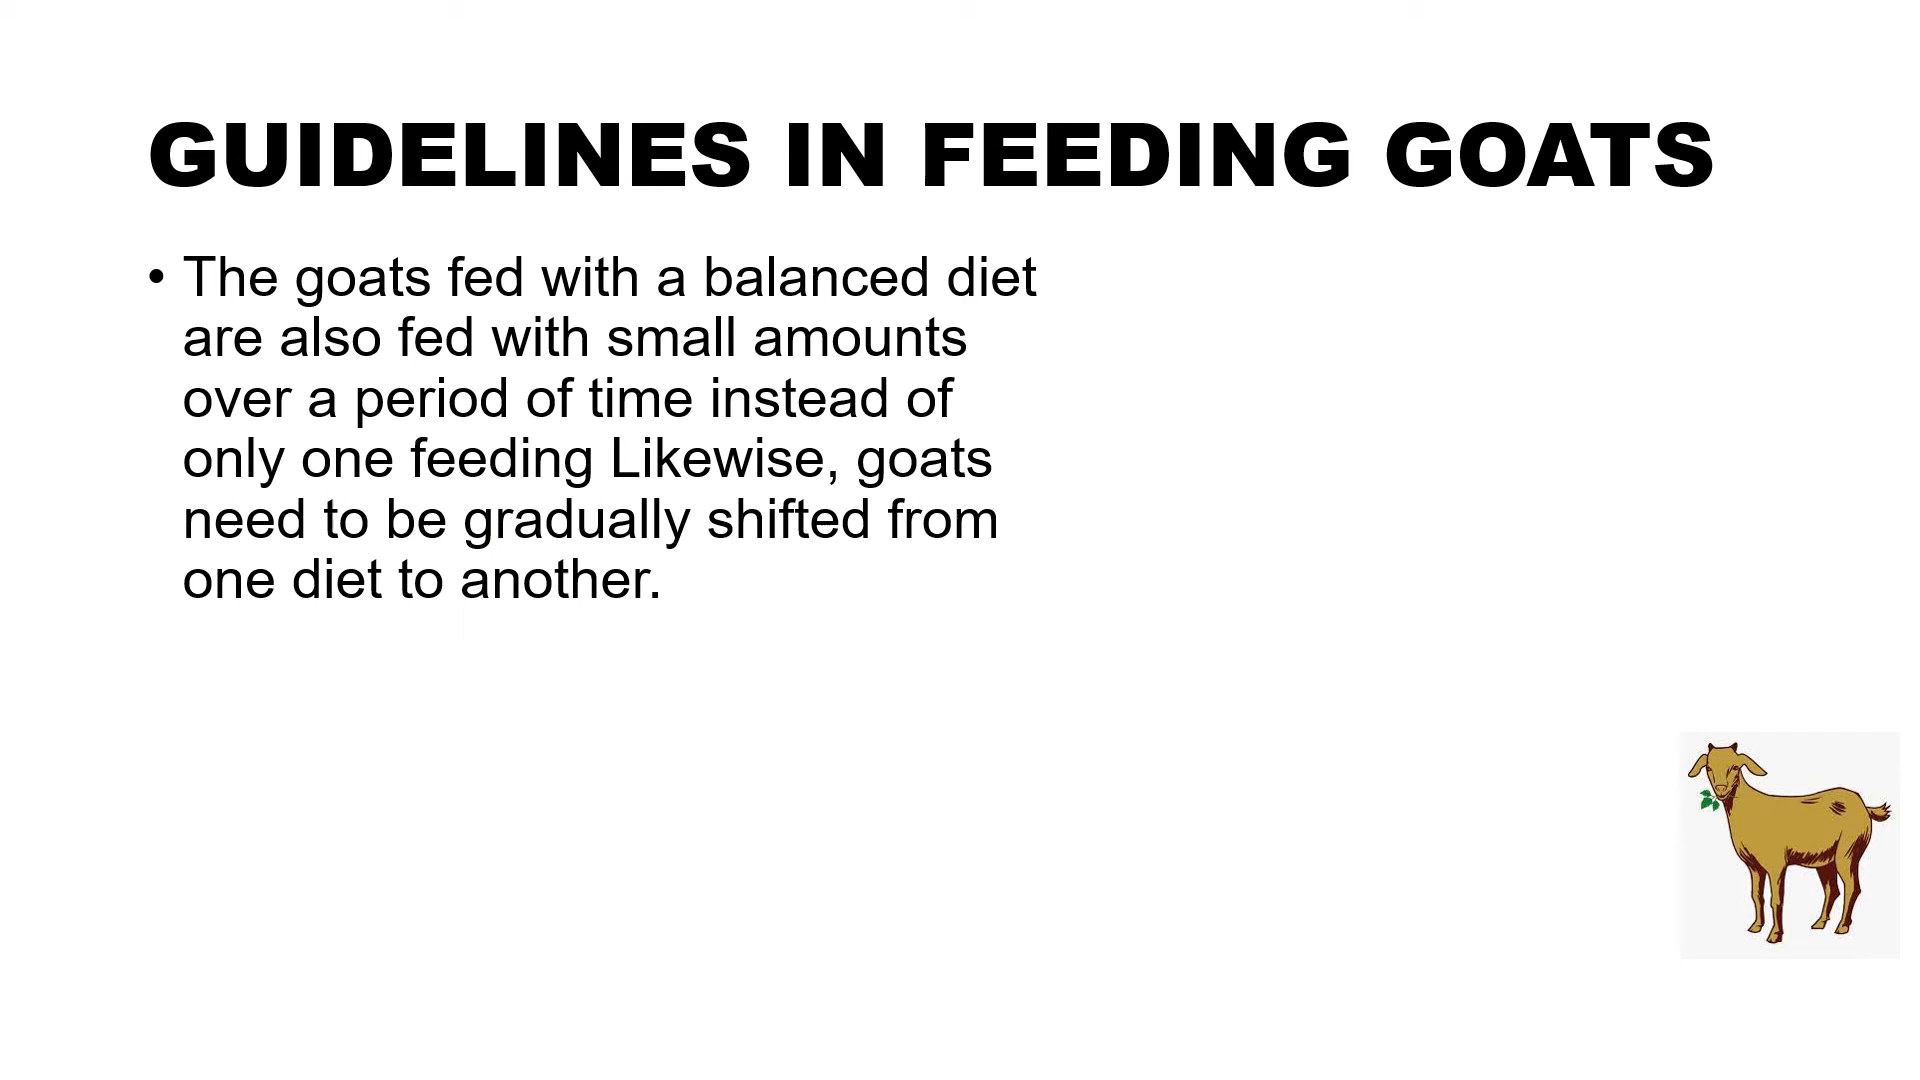 GUIDELINES IN FEEDING GOATS
• The goats fed with a balanced diet
are also fed with small amounts
over a period of time instead of
only one feeding Likewise, goats
need to be gradually shifted from
one diet to another.